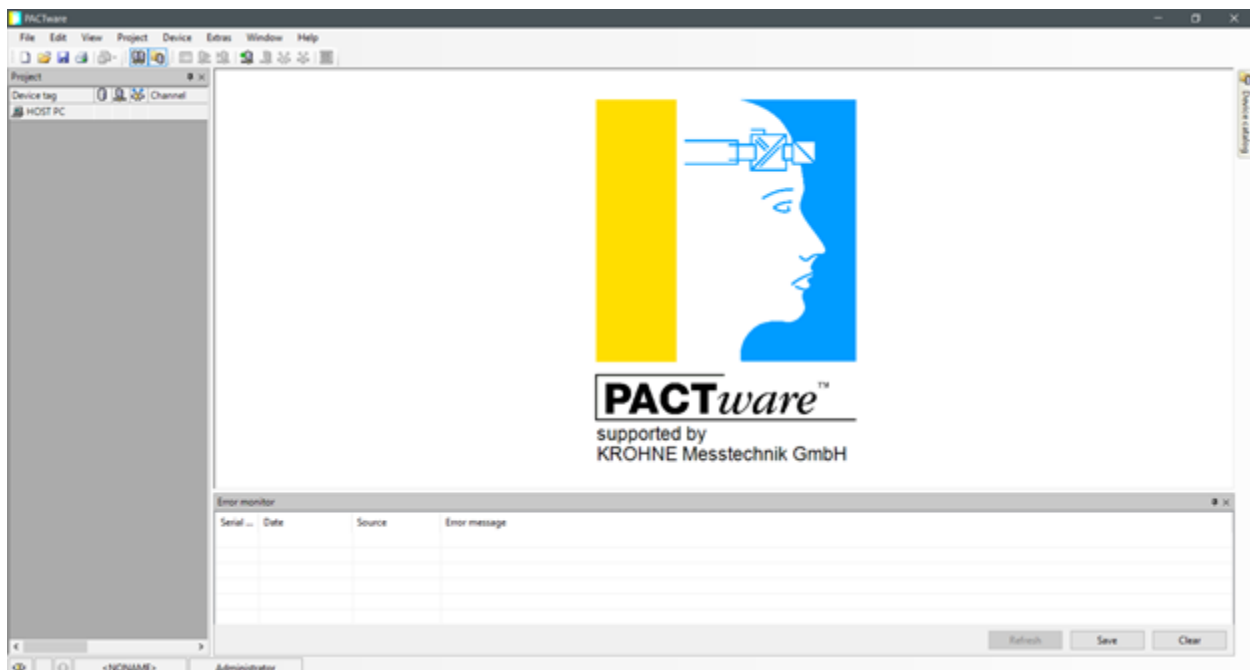 PACTware
File Edit View Project Device Extras Window Help
Project
Device tag Channel
HOST PC
Device catalog
PACTware™
supported by
KROHNE Messtechnik GmbH
Error monitor
Serial ... Date Source Error message
Refresh Save Clear
<NONAME> Administrator